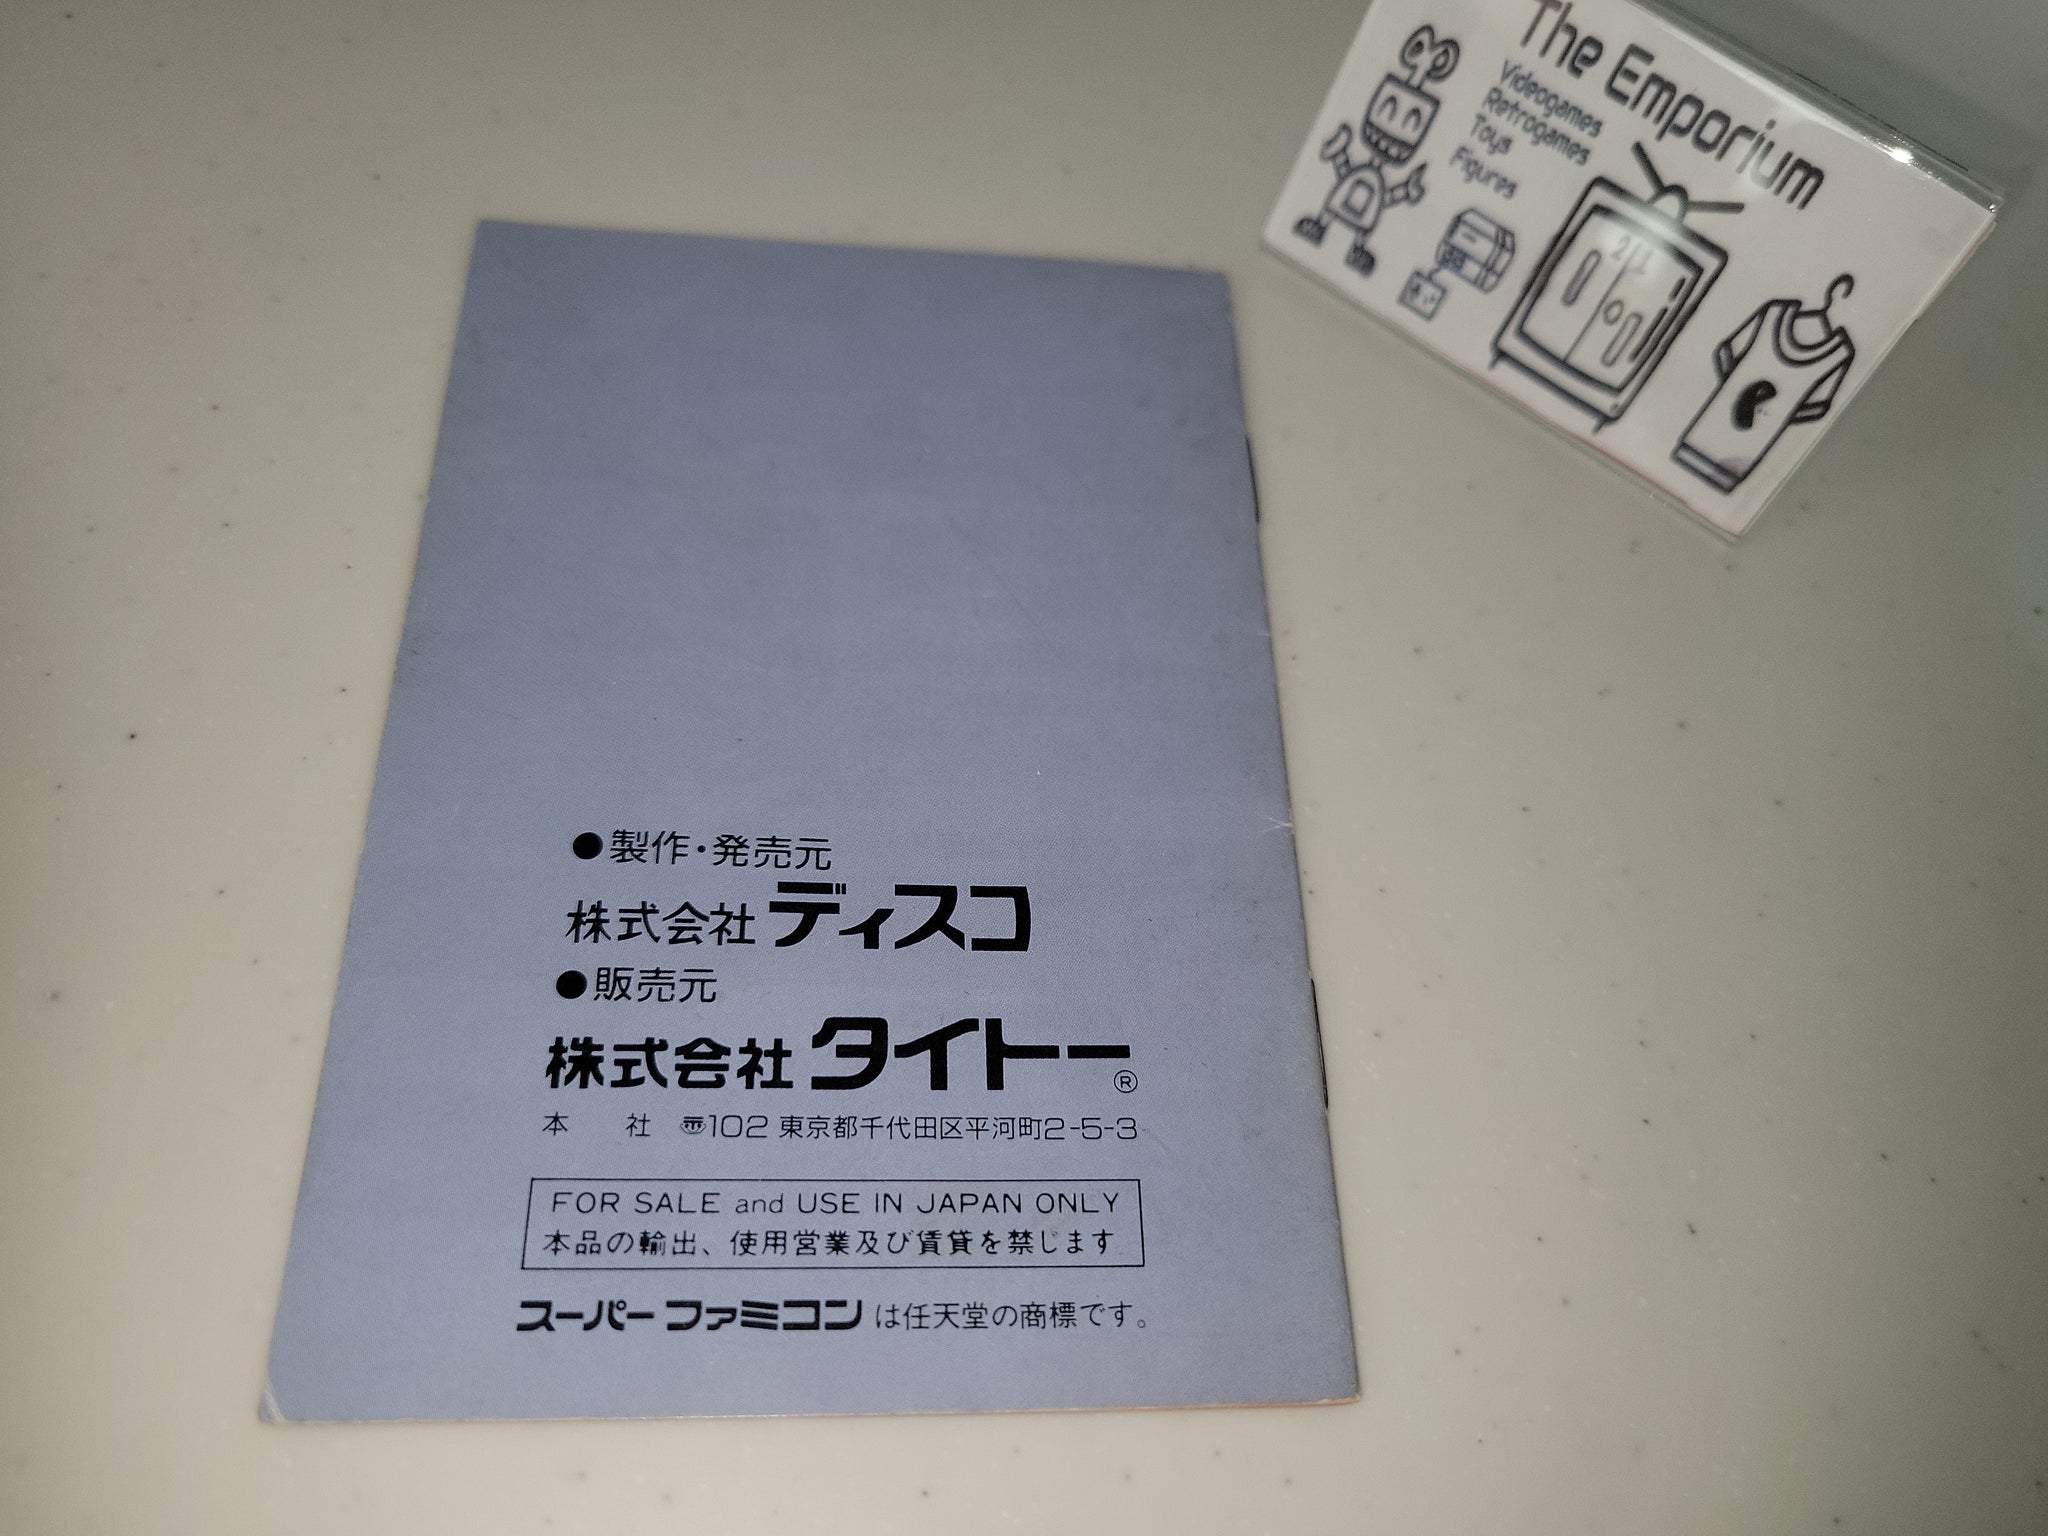 The Emporium
Videogames
Retrogames
Toys
Figures
●製作・発売元
株式会社ディスコ
●販売元
株式会社タイトー®
本 社 〠102 東京都千代田区平河町2-5-3
FOR SALE and USE IN JAPAN ONLY
本品の輸出、使用営業及び賃貸を禁じます
スーパーファミコンは任天堂の商標です。